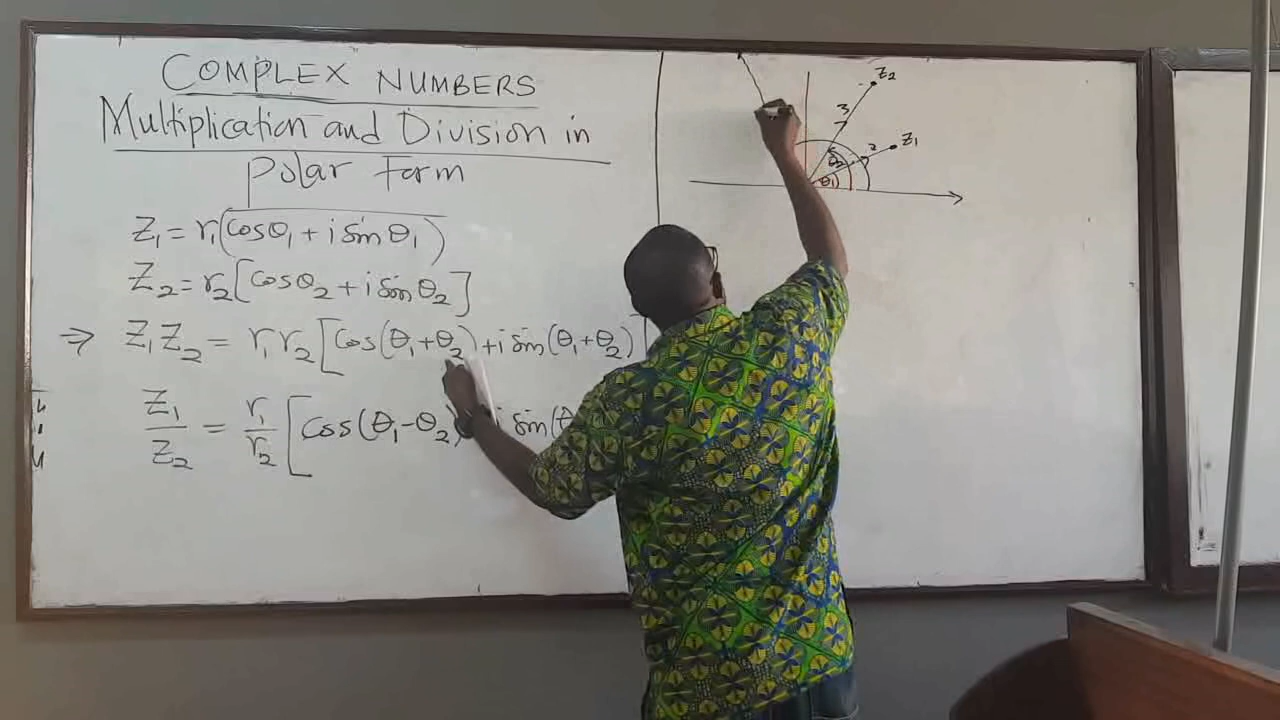 COMPLEX NUMBERS
Multiplication and Division in
Polar Form
Z₁ = r₁(cosθ₁ + i sin θ₁)
Z₂ = r₂[cosθ₂ + i sin θ₂]
⇒ Z₁Z₂ = r₁r₂[cos(θ₁+θ₂) + i sin(θ₁+θ₂)]
Z₁/Z₂ = r₁/r₂ [cos(θ₁-θ₂) i sin(θ
Z₂
3
Z₁
2
θ₂
θ₁